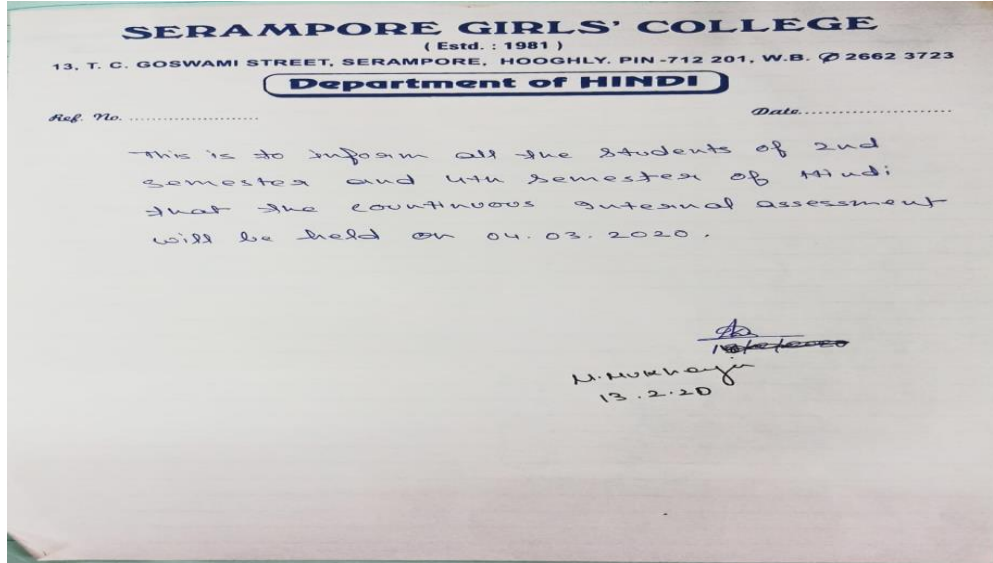 SERAMPORE GIRLS' COLLEGE
( Estd. : 1981 )
13, T. C. GOSWAMI STREET, SERAMPORE, HOOGHLY. PIN -712 201, W.B. ✆ 2662 3723
Department of HINDI
Ref. No. ........................ Date.........................
This is to inform all the students of 2nd
semester and 4th semester of Hindi
that the countinuous Internal assessment
will be held on 04.03.2020.
N. Mukherjee
13.2.20